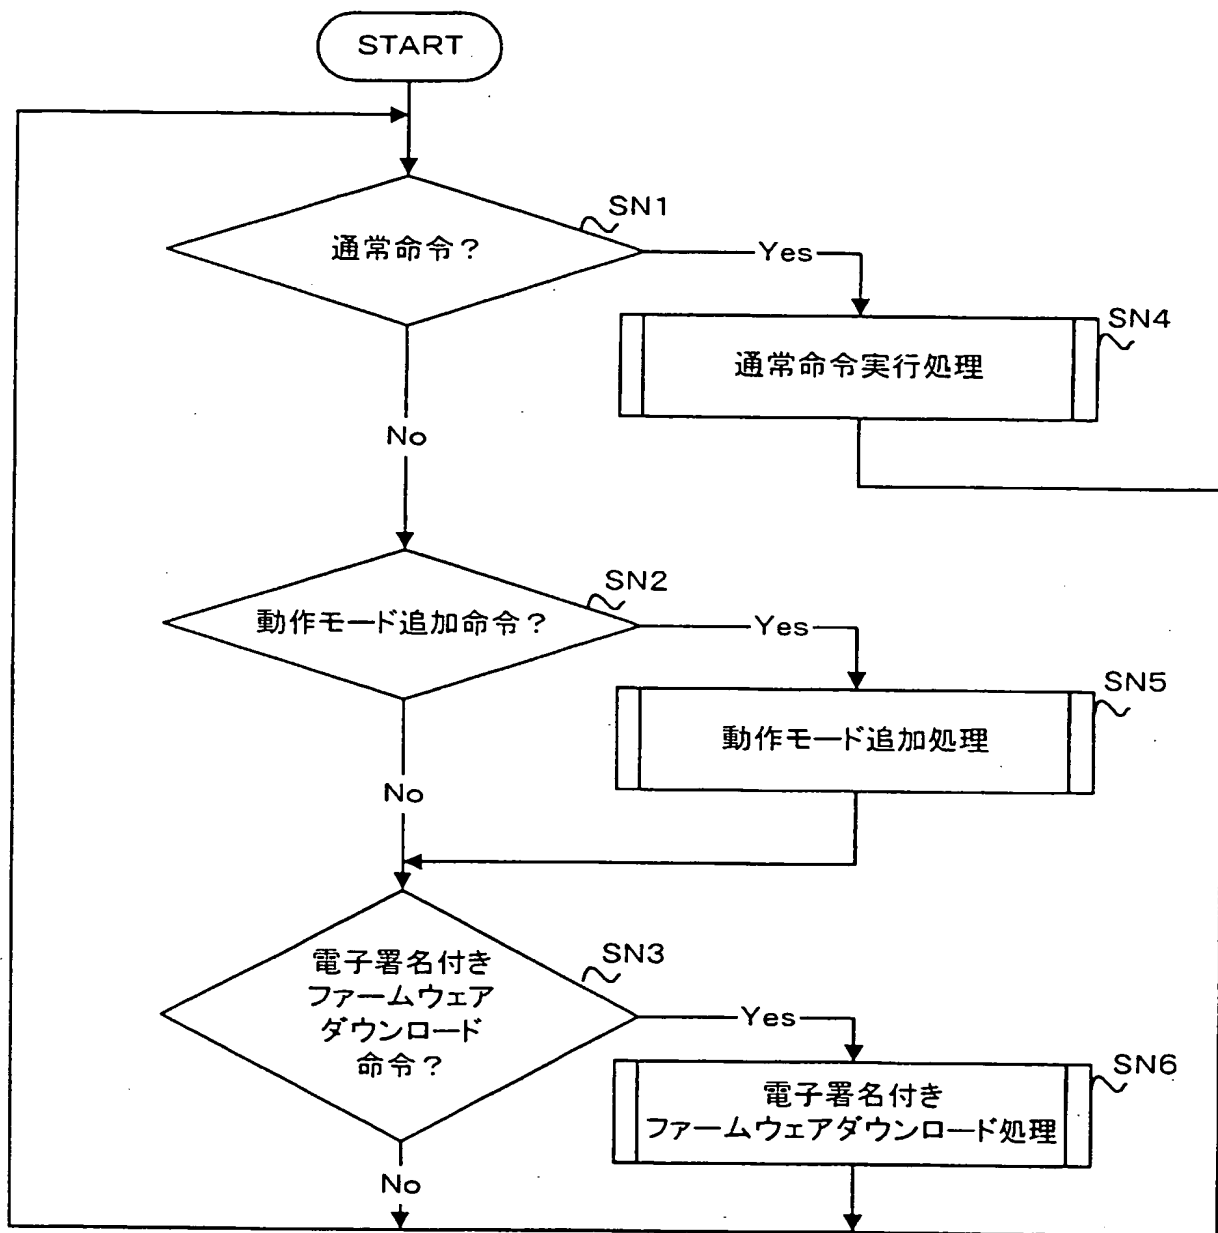 START
SN1
通常命令？
Yes
SN4
通常命令実行処理
No
SN2
動作モード追加命令？
Yes
SN5
動作モード追加処理
No
SN3
電子署名付き
ファームウェア
ダウンロード
命令？
Yes
SN6
電子署名付き
ファームウェアダウンロード処理
No